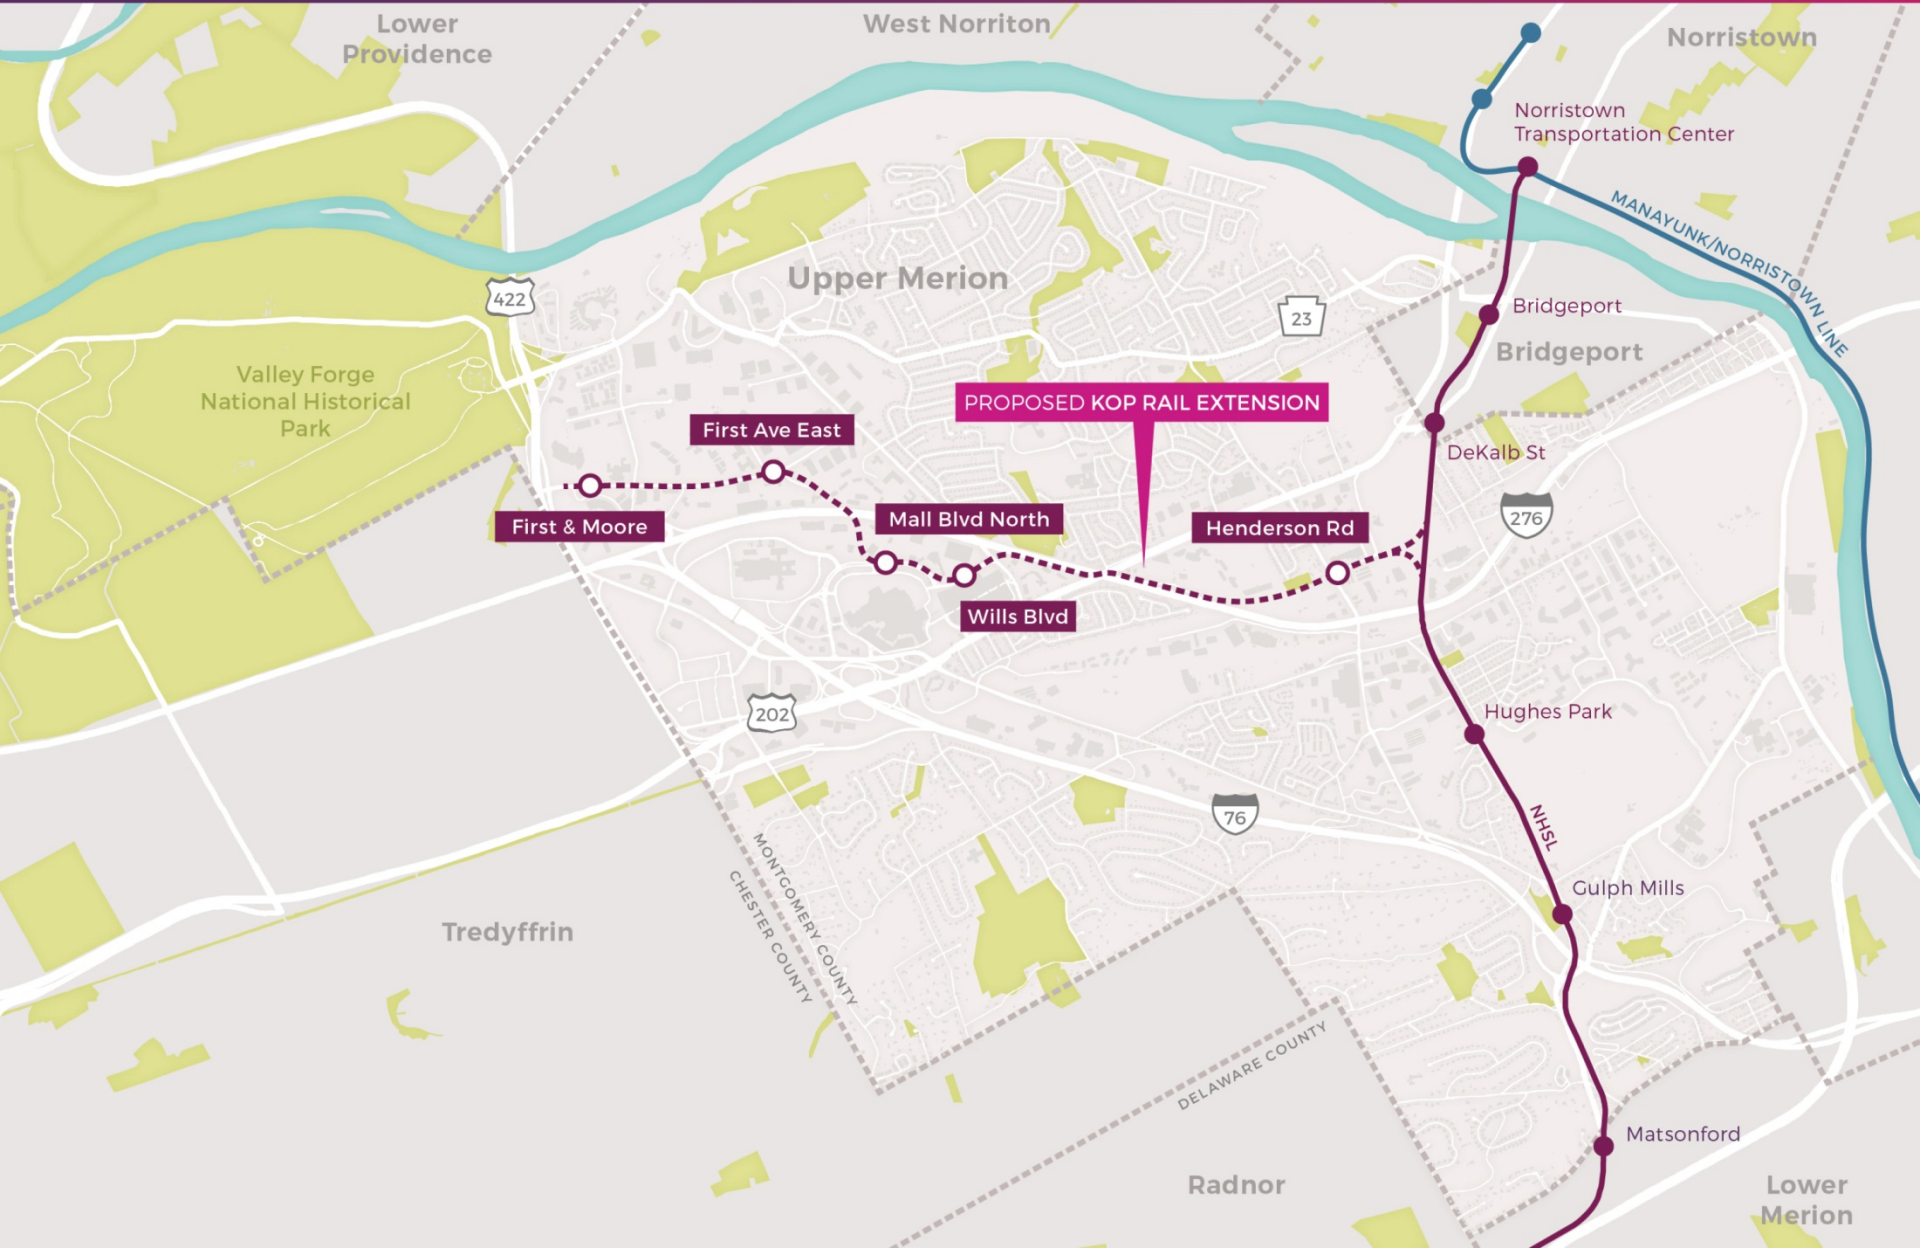 Lower
Providence
West Norriton
Norristown
Norristown
Transportation Center
MANAYUNK/NORRISTOWN LINE
Upper Merion
422
23
Bridgeport
Bridgeport
Valley Forge
National Historical
Park
PROPOSED KOP RAIL EXTENSION
First Ave East
DeKalb St
First & Moore
Mall Blvd North
Henderson Rd
276
Wills Blvd
202
Hughes Park
76
NHSL
MONTGOMERY COUNTY
CHESTER COUNTY
Gulph Mills
Tredyffrin
DELAWARE COUNTY
Matsonford
Radnor
Lower
Merion